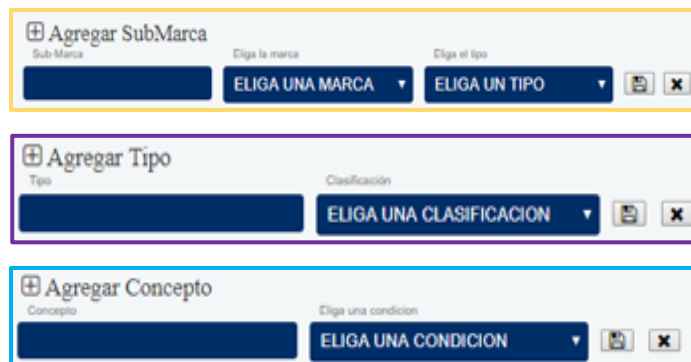 Agregar SubMarca
Sub-Marca Eliga la marca Eliga el tipo
ELIGA UNA MARCA ELIGA UN TIPO
Agregar Tipo
Tipo Clasificación
ELIGA UNA CLASIFICACION
Agregar Concepto
Concepto Eliga una condicion
ELIGA UNA CONDICION